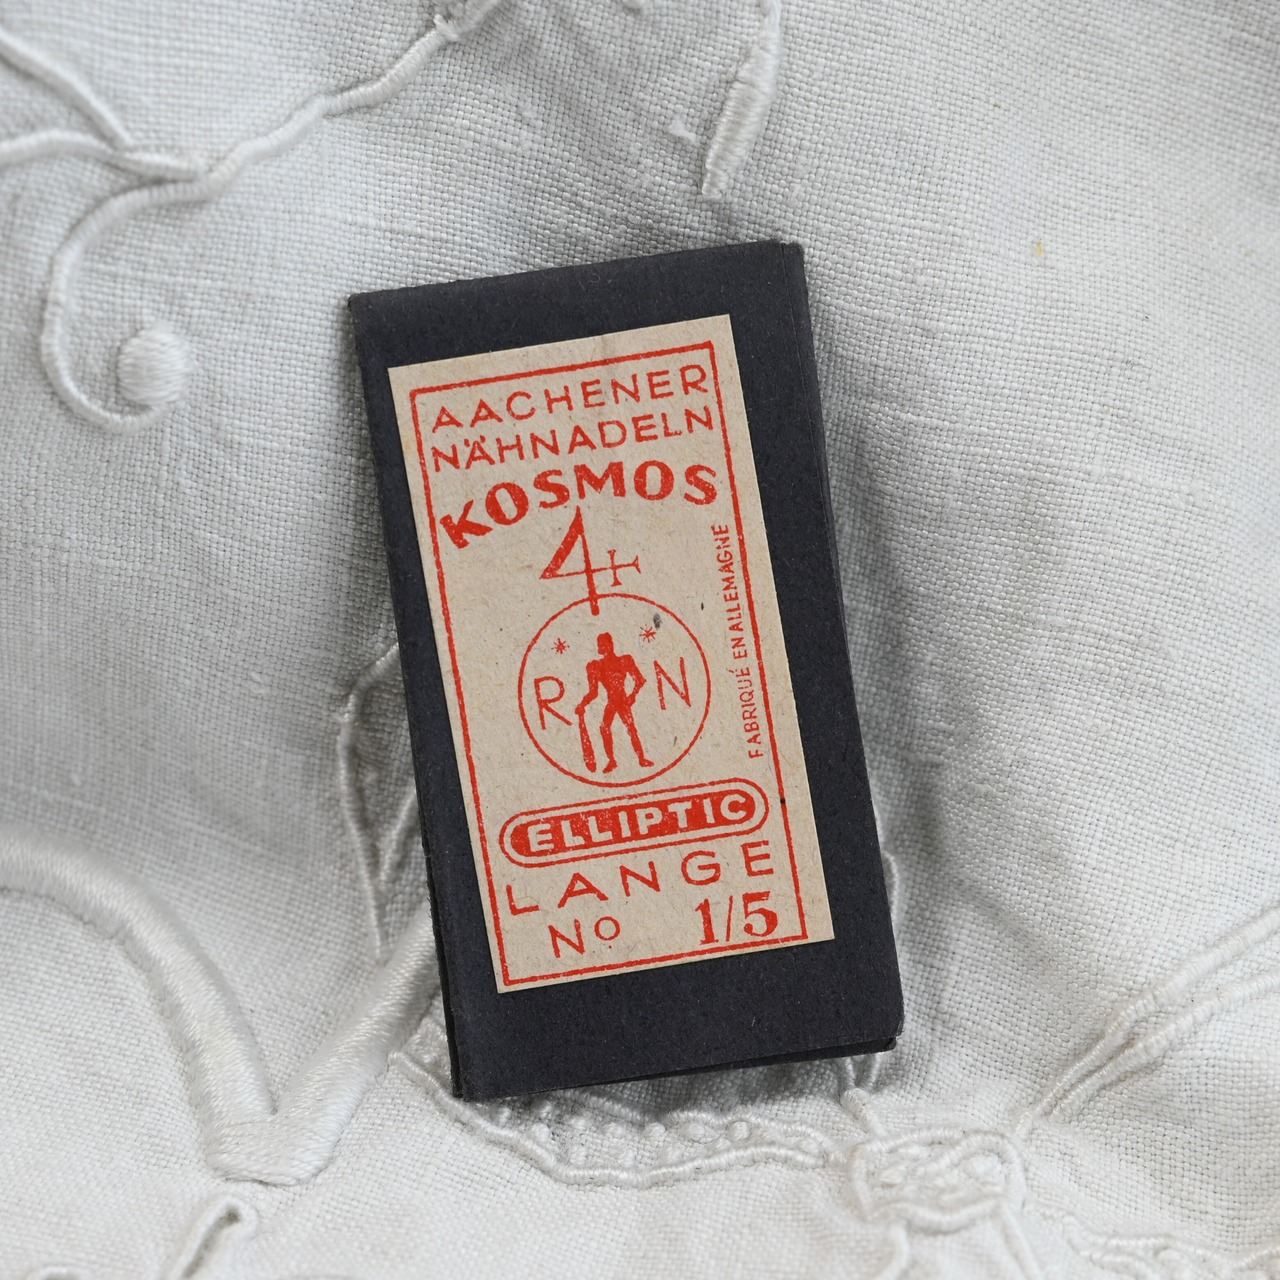 AACHENER
NÄHNADELN
KOSMOS
4+
R N
FABRIQUÉ EN ALLEMAGNE
ELLIPTIC
LANGE
No 1/5